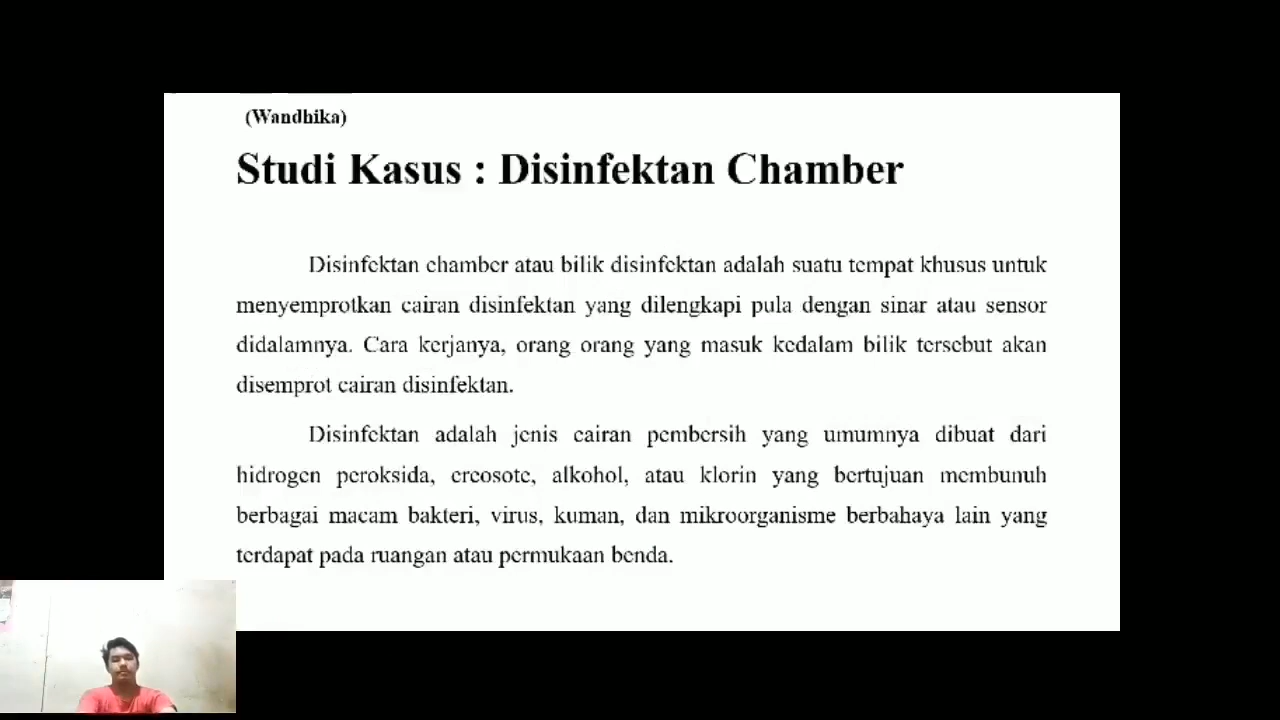 (Wandhika)
Studi Kasus : Disinfektan Chamber
Disinfektan chamber atau bilik disinfektan adalah suatu tempat khusus untuk
menyemprotkan cairan disinfektan yang dilengkapi pula dengan sinar atau sensor
didalamnya. Cara kerjanya, orang orang yang masuk kedalam bilik tersebut akan
disemprot cairan disinfektan.
Disinfektan adalah jenis cairan pembersih yang umumnya dibuat dari
hidrogen peroksida, creosote, alkohol, atau klorin yang bertujuan membunuh
berbagai macam bakteri, virus, kuman, dan mikroorganisme berbahaya lain yang
terdapat pada ruangan atau permukaan benda.